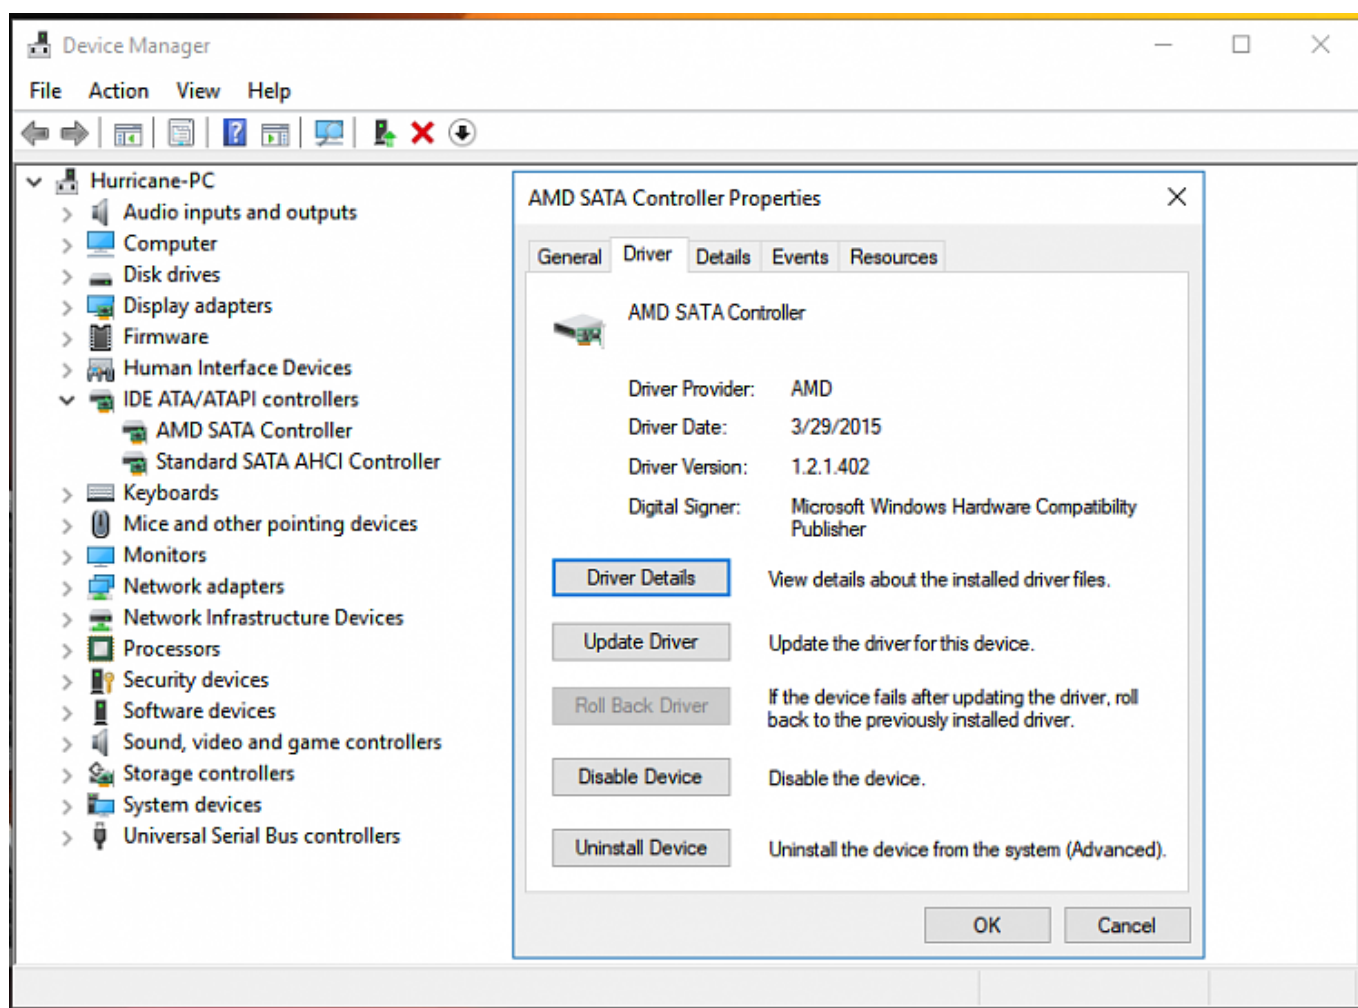 Device Manager
File Action View Help
Hurricane-PC
Audio inputs and outputs
Computer
Disk drives
Display adapters
Firmware
Human Interface Devices
IDE ATA/ATAPI controllers
AMD SATA Controller
Standard SATA AHCI Controller
Keyboards
Mice and other pointing devices
Monitors
Network adapters
Network Infrastructure Devices
Processors
Security devices
Software devices
Sound, video and game controllers
Storage controllers
System devices
Universal Serial Bus controllers
AMD SATA Controller Properties
General Driver Details Events Resources
AMD SATA Controller
Driver Provider: AMD
Driver Date: 3/29/2015
Driver Version: 1.2.1.402
Digital Signer: Microsoft Windows Hardware Compatibility
Publisher
Driver Details View details about the installed driver files.
Update Driver Update the driver for this device.
Roll Back Driver If the device fails after updating the driver, roll
back to the previously installed driver.
Disable Device Disable the device.
Uninstall Device Uninstall the device from the system (Advanced).
OK Cancel